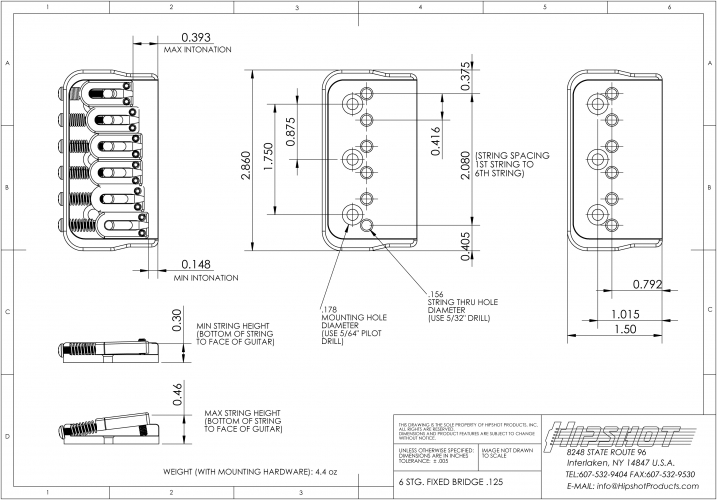 1 2 3 4 5 6
A A
B B
C C
D D
1 2 3
0.393
MAX INTONATION
2.860
1.750
0.875
0.148
MIN INTONATION
0.375
0.416
2.080
(STRING SPACING
1ST STRING TO
6TH STRING)
0.405
.178
MOUNTING HOLE
DIAMETER
(USE 5/64" PILOT
DRILL)
.156
STRING THRU HOLE
DIAMETER
(USE 5/32" DRILL)
0.792
1.015
1.50
0.30
MIN STRING HEIGHT
(BOTTOM OF STRING
TO FACE OF GUITAR)
0.46
MAX STRING HEIGHT
(BOTTOM OF STRING
TO FACE OF GUITAR)
WEIGHT (WITH MOUNTING HARDWARE): 4.4 oz
THIS DRAWING IS THE SOLE PROPERTY OF HIPSHOT PRODUCTS, INC.
ALL RIGHTS ARE RESERVED.
DIMENSIONS AND PRODUCT FEATURES ARE SUBJECT TO CHANGE
WITHOUT NOTICE.
UNLESS OTHERWISE SPECIFIED:
DIMENSIONS ARE IN INCHES
TOLERANCE: ± .005
IMAGE NOT DRAWN
TO SCALE
6 STG. FIXED BRIDGE .125
HIPSHOT
8248 STATE ROUTE 96
Interlaken, NY 14847 U.S.A.
TEL:607-532-9404 FAX:607-532-9530
E-MAIL: info@HipshotProducts.com